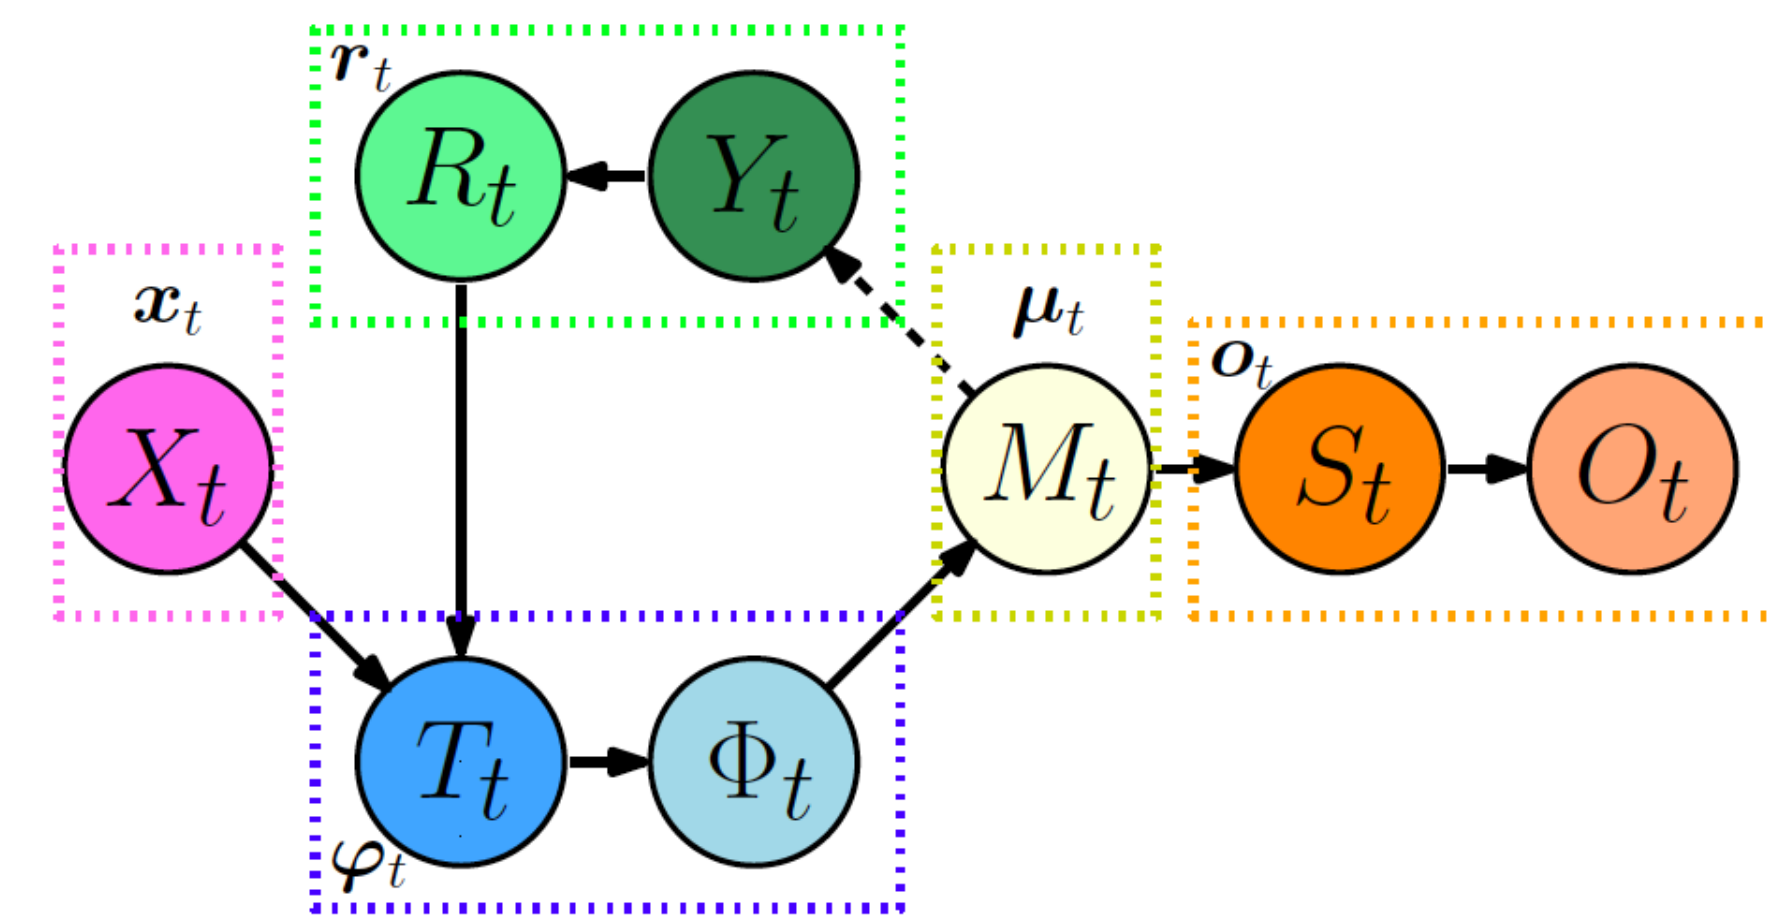 r_t
R_t
Y_t
x_t
X_t
μ_t
M_t
o_t
S_t
O_t
T_t
Φ_t
φ_t